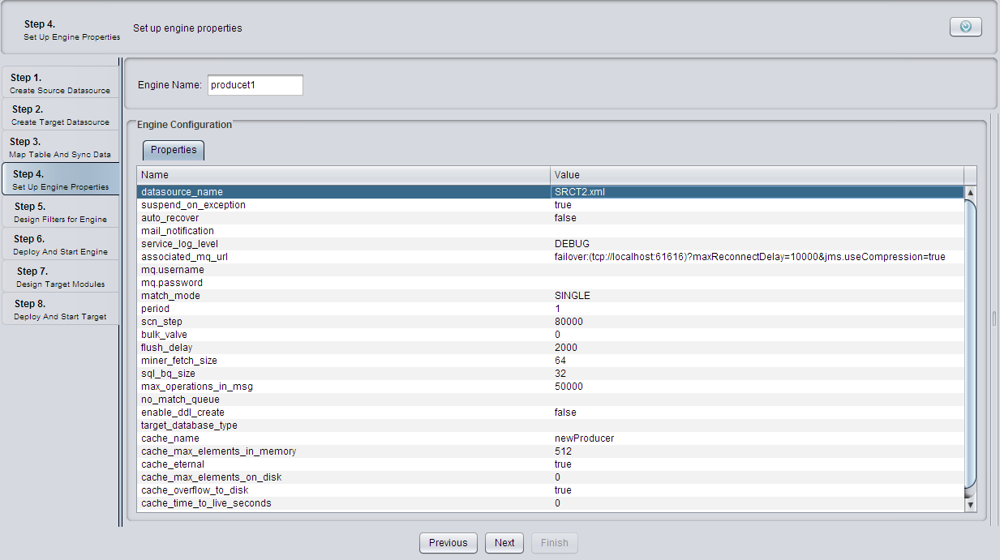 Step 4.
Set Up Engine Properties
Set up engine properties
Step 1.
Create Source Datasource
Step 2.
Create Target Datasource
Step 3.
Map Table And Sync Data
Step 4.
Set Up Engine Properties
Step 5.
Design Filters for Engine
Step 6.
Deploy And Start Engine
Step 7.
Design Target Modules
Step 8.
Deploy And Start Target
Engine Name: producet1
Engine Configuration
Properties
Name Value
datasource_name SRCT2.xml
suspend_on_exception true
auto_recover false
mail_notification
service_log_level DEBUG
associated_mq_url failover:(tcp://localhost:61616)?maxReconnectDelay=10000&jms.useCompression=true
mq.username
mq.password
match_mode SINGLE
period 1
scn_step 80000
bulk_valve 0
flush_delay 2000
miner_fetch_size 64
sql_bq_size 32
max_operations_in_msg 50000
no_match_queue
enable_ddl_create false
target_database_type
cache_name newProducer
cache_max_elements_in_memory 512
cache_eternal true
cache_max_elements_on_disk 0
cache_overflow_to_disk true
cache_time_to_live_seconds 0
Previous Next Finish